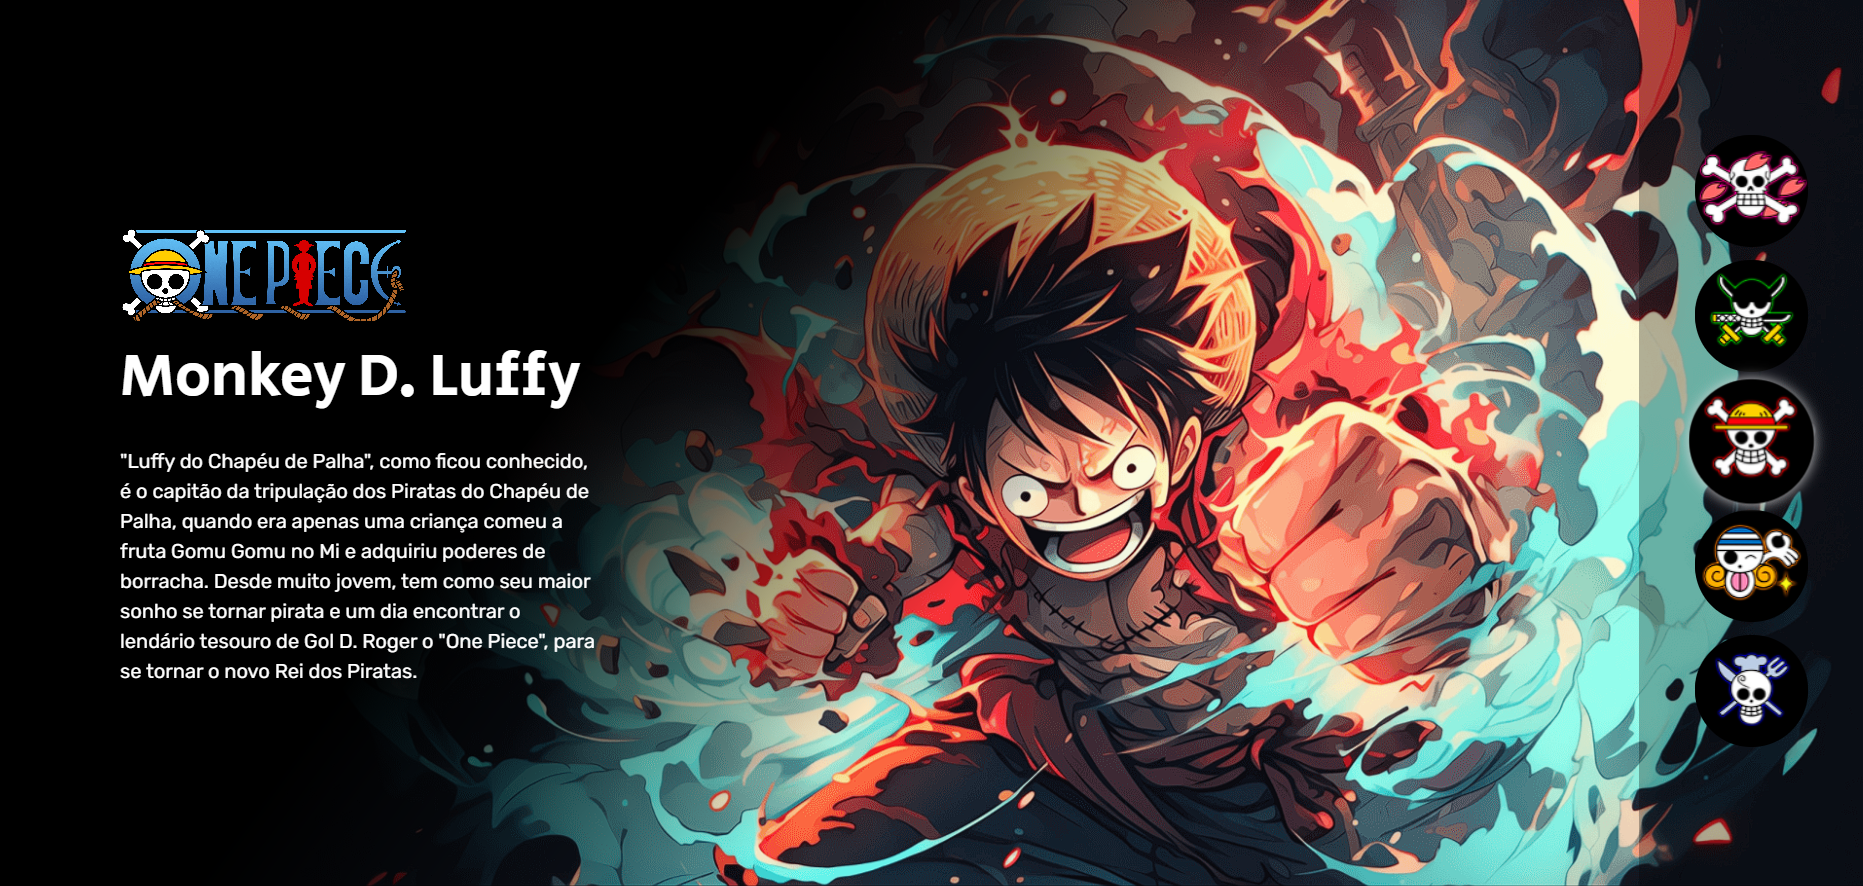 ONE PIECE
Monkey D. Luffy
"Luffy do Chapéu de Palha", como ficou conhecido,
é o capitão da tripulação dos Piratas do Chapéu de
Palha, quando era apenas uma criança comeu a
fruta Gomu Gomu no Mi e adquiriu poderes de
borracha. Desde muito jovem, tem como seu maior
sonho se tornar pirata e um dia encontrar o
lendário tesouro de Gol D. Roger o "One Piece", para
se tornar o novo Rei dos Piratas.